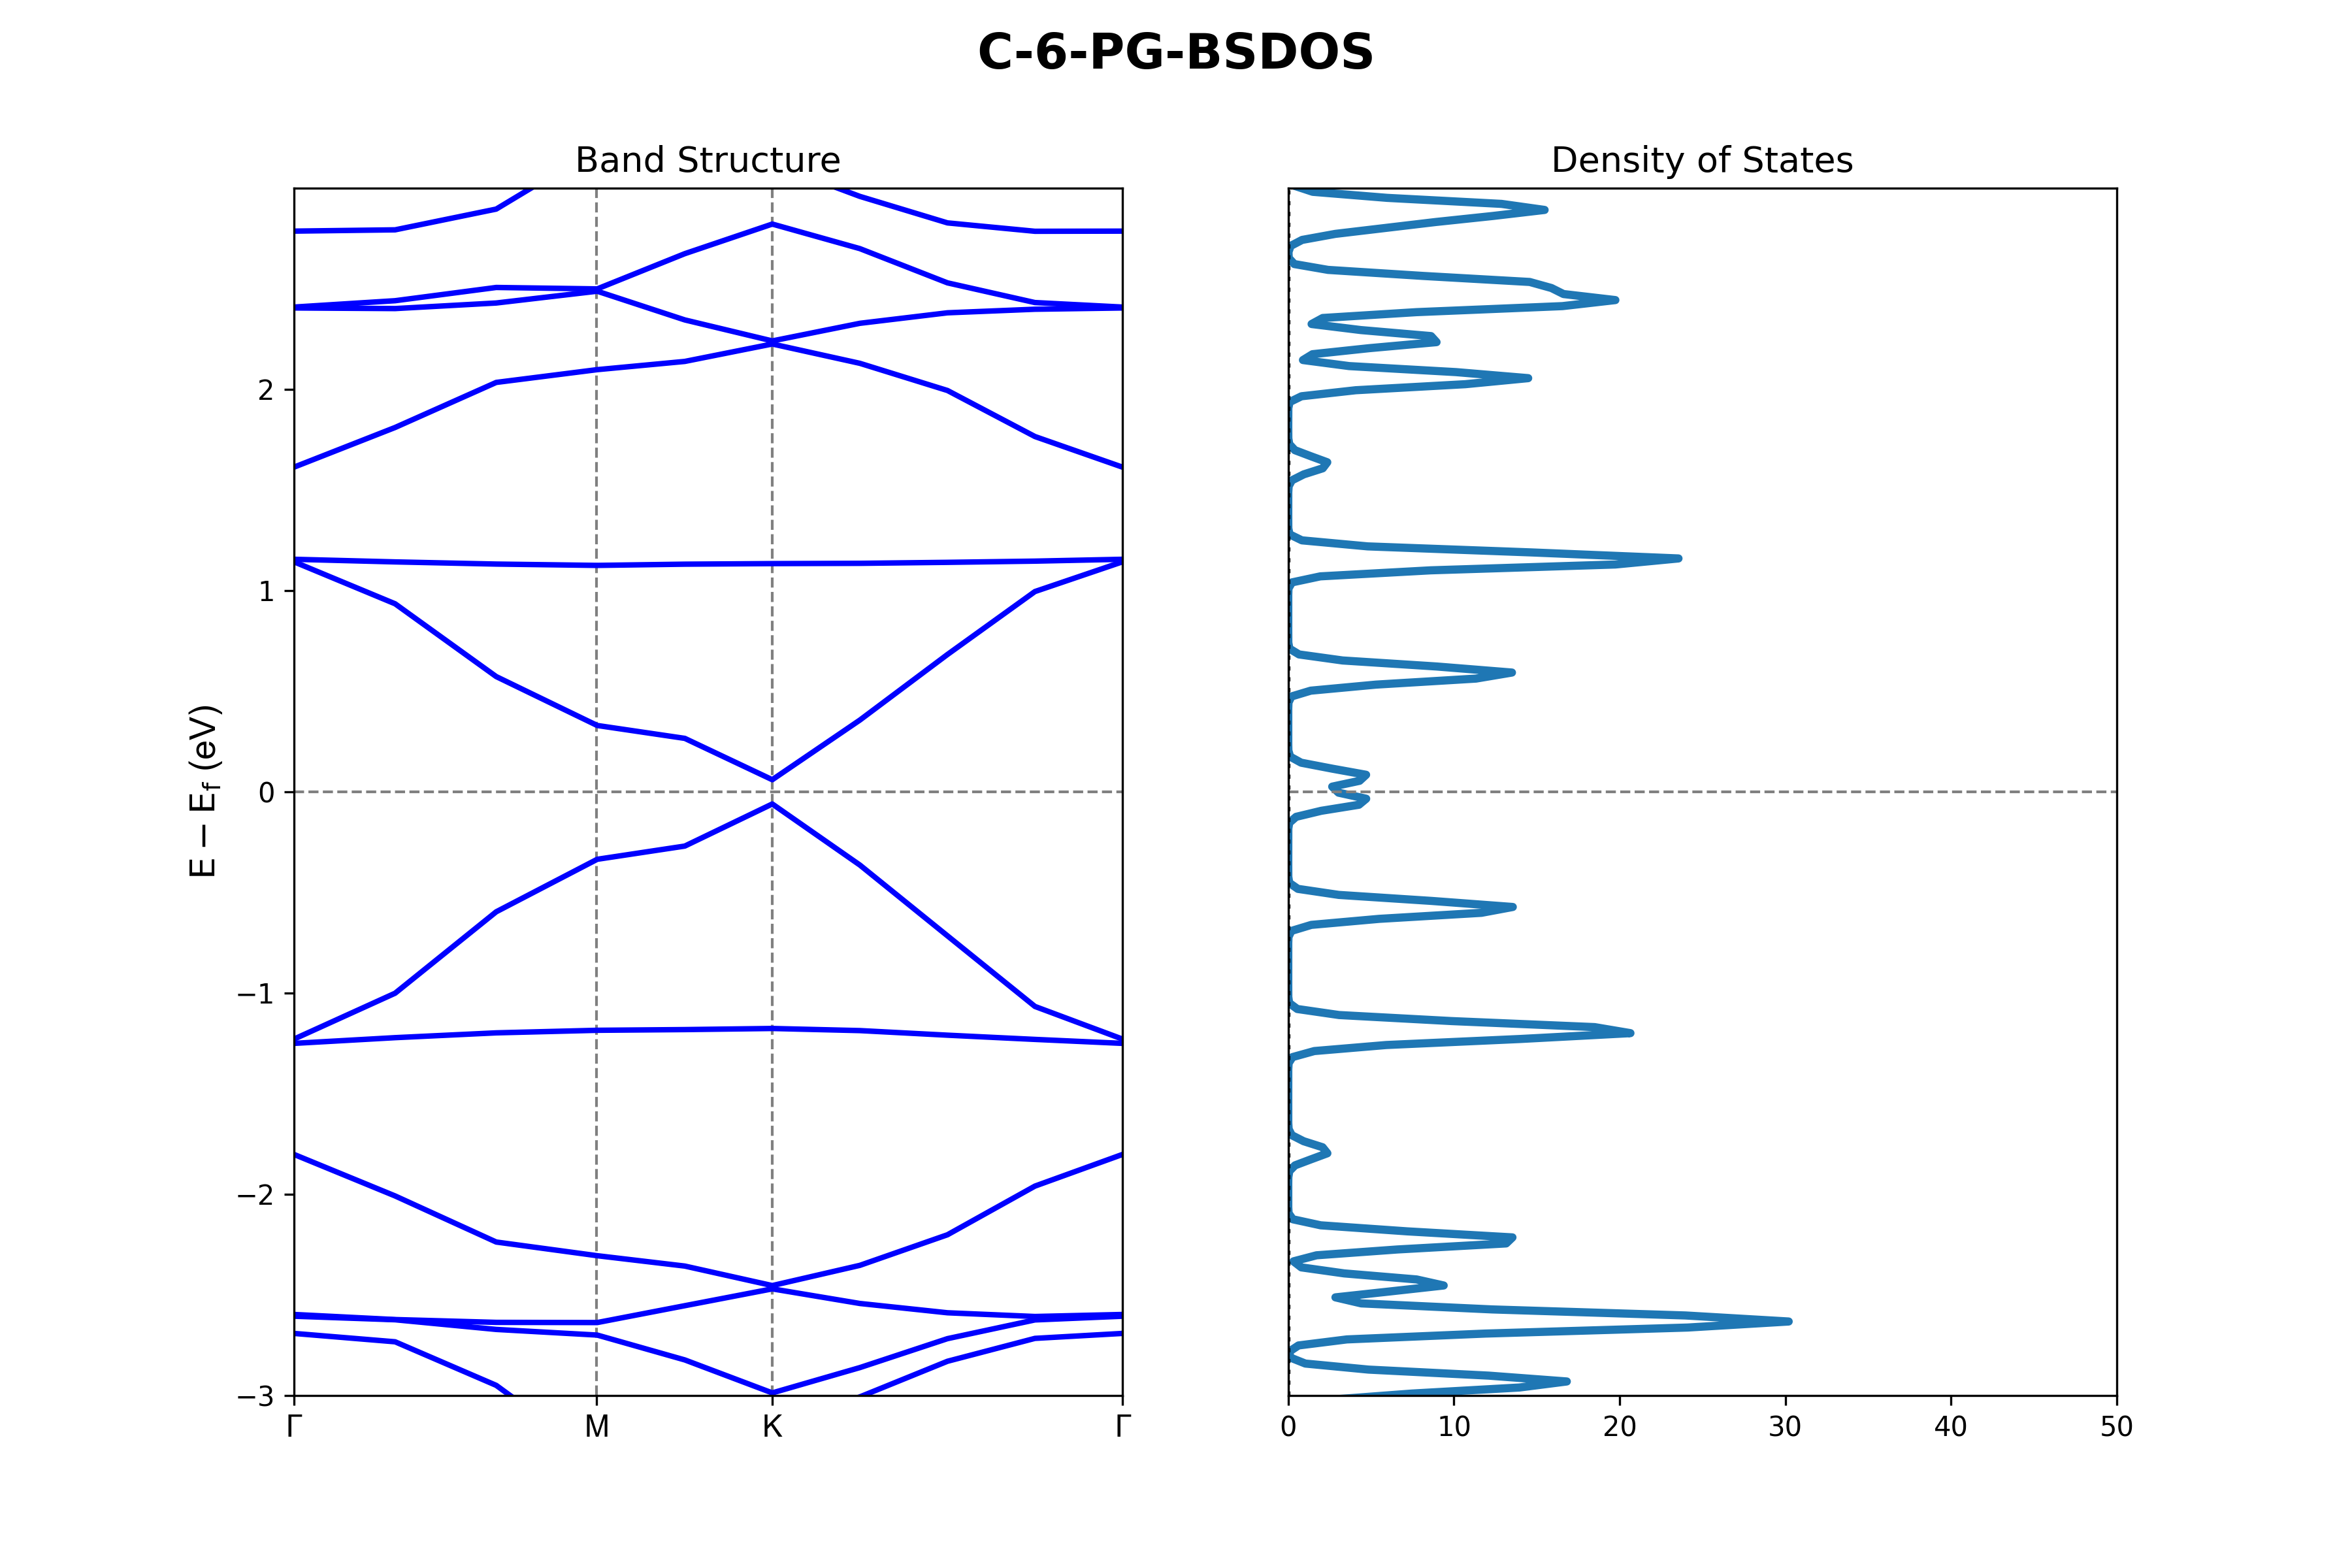 C-6-PG-BSDOS
Band Structure
Density of States
E − E_f (eV)
2
1
0
−1
−2
−3
Γ
M
K
Γ
0
10
20
30
40
50